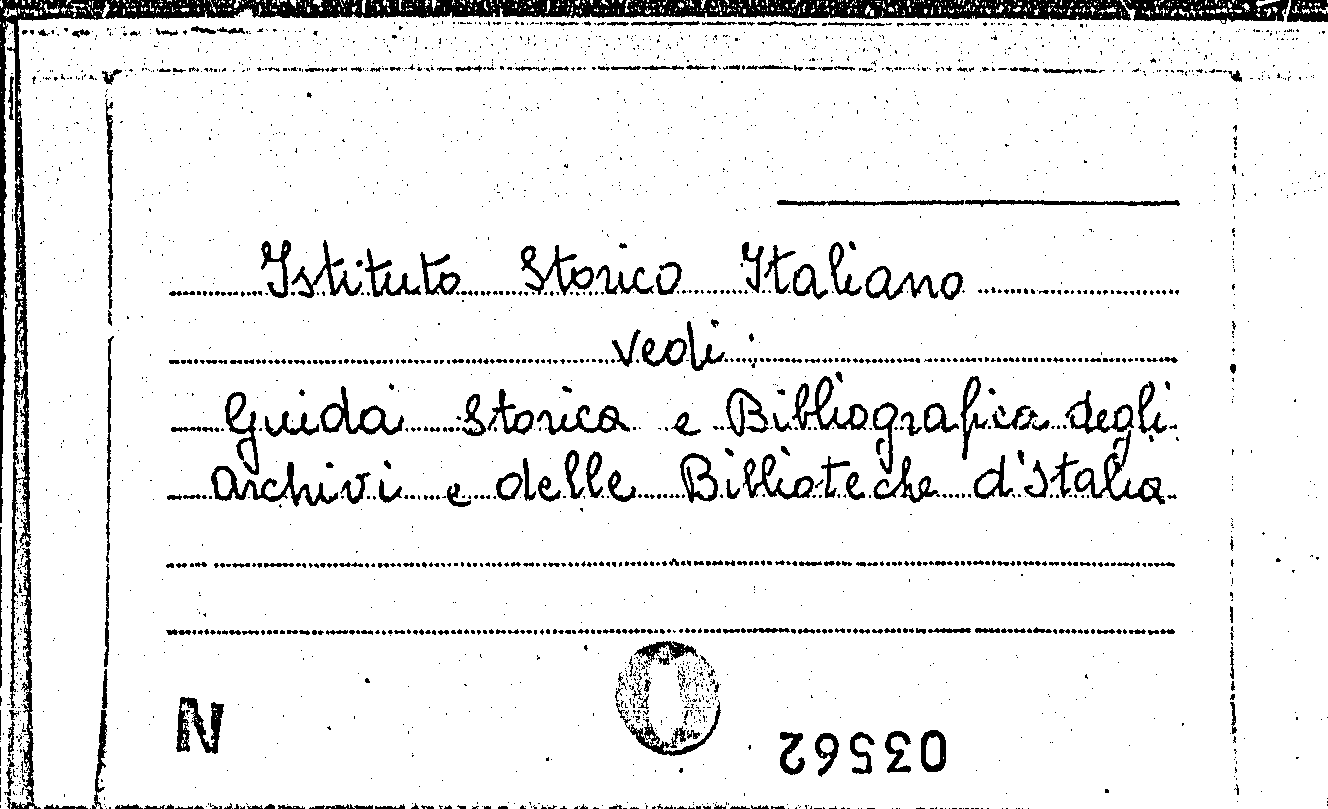 Istituto Storico Italiano
vedi:
Guida Storica e Bibliografica degli
Archivi e delle Biblioteche d'Italia
N 03562